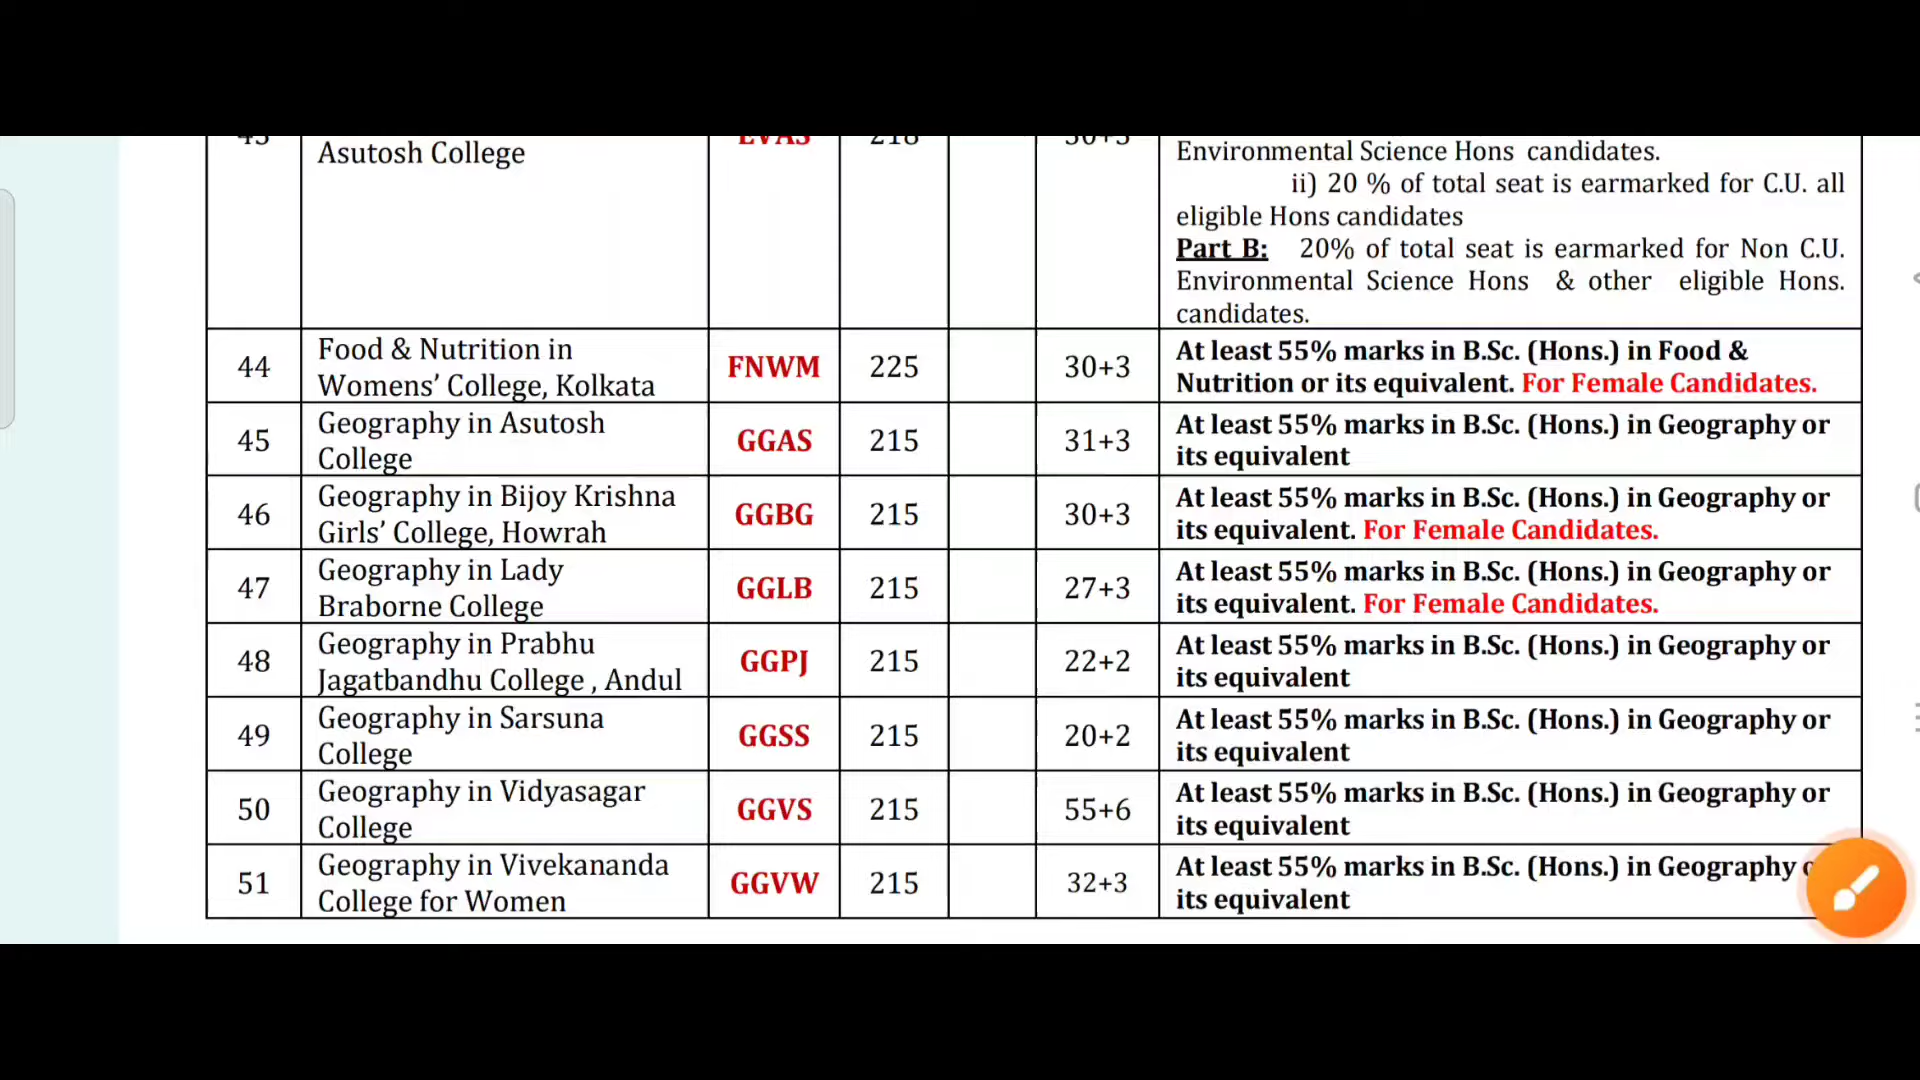 Asutosh College
Environmental Science Hons candidates.
ii) 20 % of total seat is earmarked for C.U. all
eligible Hons candidates
Part B: 20% of total seat is earmarked for Non C.U.
Environmental Science Hons & other eligible Hons.
candidates.
44
Food & Nutrition in
Womens’ College, Kolkata
FNWM
225
30+3
At least 55% marks in B.Sc. (Hons.) in Food &
Nutrition or its equivalent. For Female Candidates.
45
Geography in Asutosh
College
GGAS
215
31+3
At least 55% marks in B.Sc. (Hons.) in Geography or
its equivalent
46
Geography in Bijoy Krishna
Girls’ College, Howrah
GGBG
215
30+3
At least 55% marks in B.Sc. (Hons.) in Geography or
its equivalent. For Female Candidates.
47
Geography in Lady
Braborne College
GGLB
215
27+3
At least 55% marks in B.Sc. (Hons.) in Geography or
its equivalent. For Female Candidates.
48
Geography in Prabhu
Jagatbandhu College , Andul
GGPJ
215
22+2
At least 55% marks in B.Sc. (Hons.) in Geography or
its equivalent
49
Geography in Sarsuna
College
GGSS
215
20+2
At least 55% marks in B.Sc. (Hons.) in Geography or
its equivalent
50
Geography in Vidyasagar
College
GGVS
215
55+6
At least 55% marks in B.Sc. (Hons.) in Geography or
its equivalent
51
Geography in Vivekananda
College for Women
GGVW
215
32+3
At least 55% marks in B.Sc. (Hons.) in Geography
its equivalent